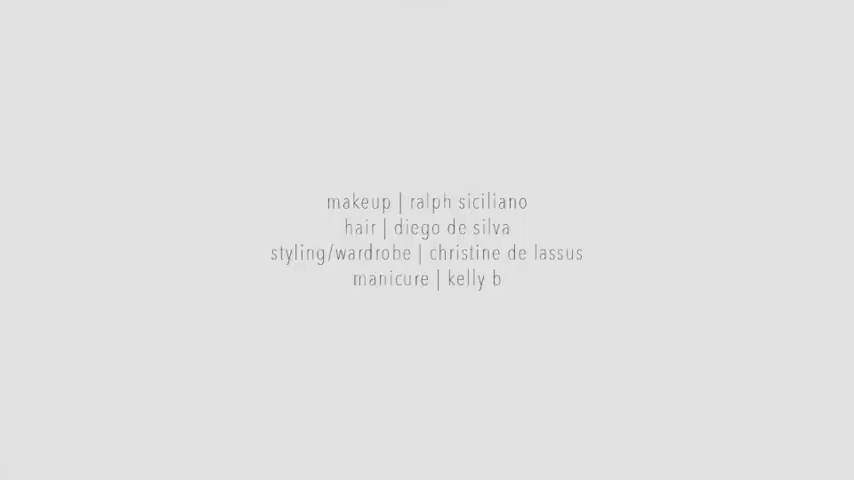 makeup | ralph siciliano
hair | diego de silva
styling/wardrobe | christine de lassus
manicure | kelly b